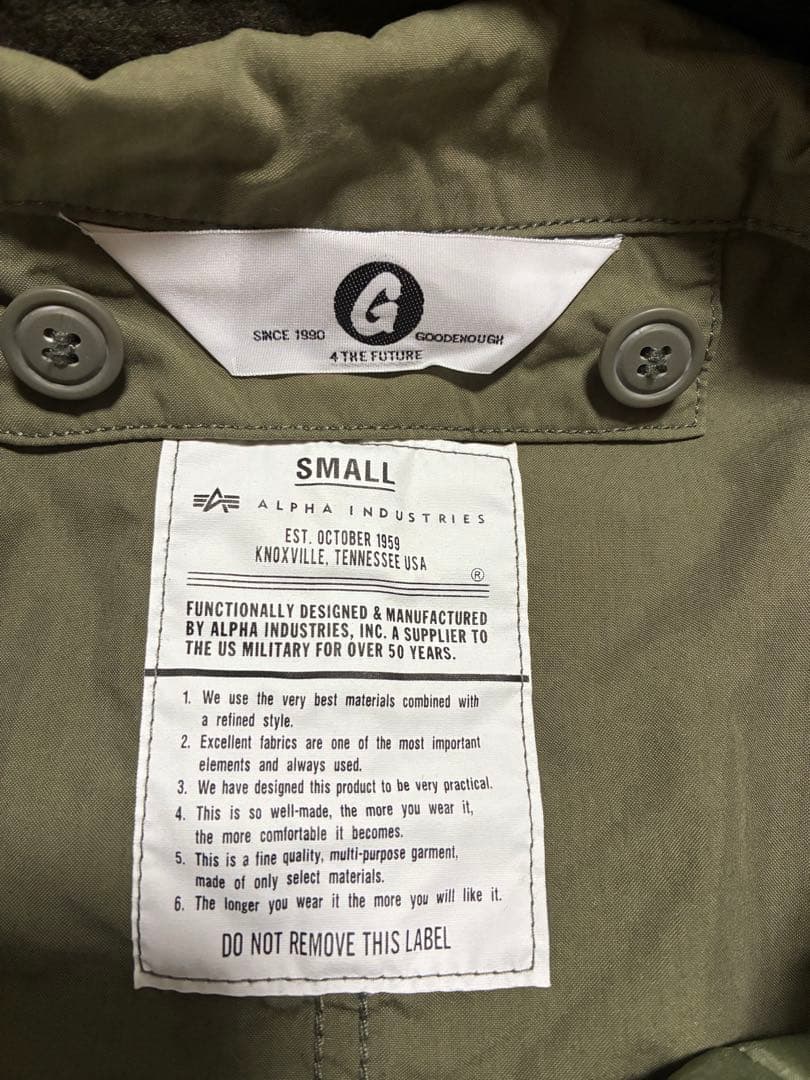 G
SINCE 1990 GOODENOUGH
4 THE FUTURE
SMALL
ALPHA INDUSTRIES
EST. OCTOBER 1959
KNOXVILLE, TENNESSEE USA
®
FUNCTIONALLY DESIGNED & MANUFACTURED
BY ALPHA INDUSTRIES, INC. A SUPPLIER TO
THE US MILITARY FOR OVER 50 YEARS.
1. We use the very best materials combined with
a refined style.
2. Excellent fabrics are one of the most important
elements and always used.
3. We have designed this product to be very practical.
4. This is so well-made, the more you wear it,
the more comfortable it becomes.
5. This is a fine quality, multi-purpose garment,
made of only select materials.
6. The longer you wear it the more you will like it.
DO NOT REMOVE THIS LABEL